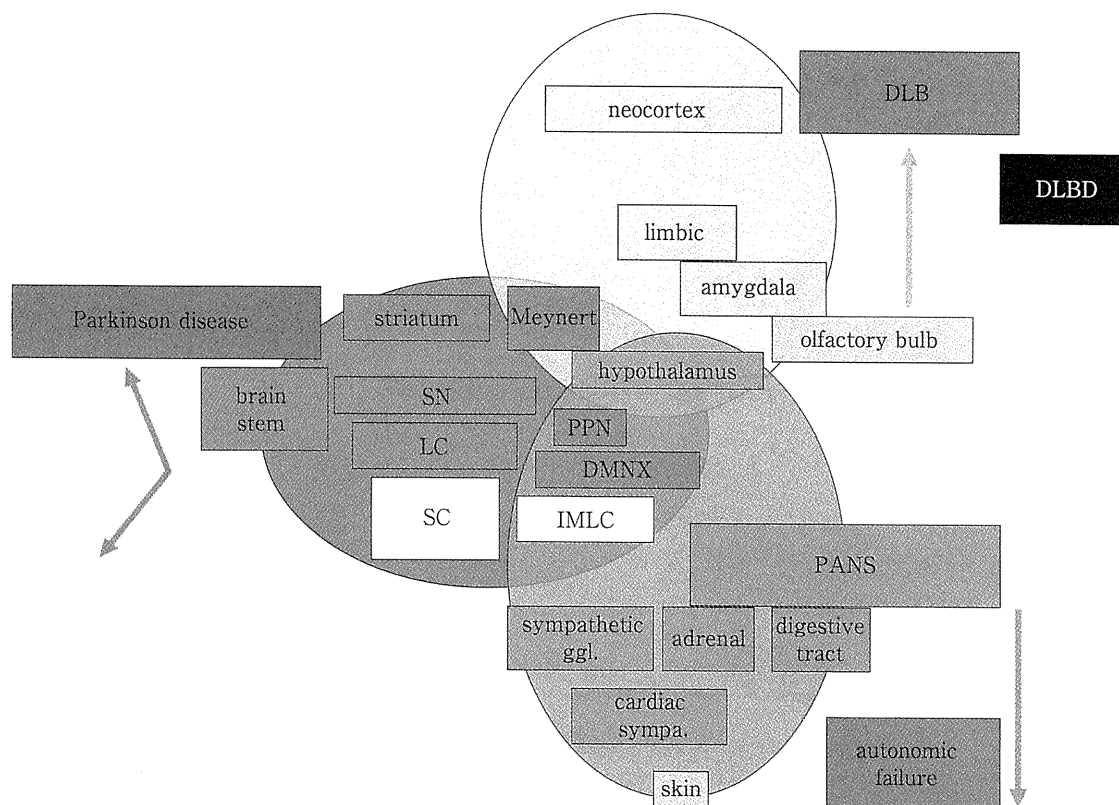 neocortex
DLB
DLBD
limbic
amygdala
olfactory bulb
Parkinson disease
striatum
Meynert
hypothalamus
brain
stem
SN
PPN
LC
DMNX
SC
IMLC
PANS
sympathetic
ggl.
adrenal
digestive
tract
cardiac
sympa.
autonomic
failure
skin